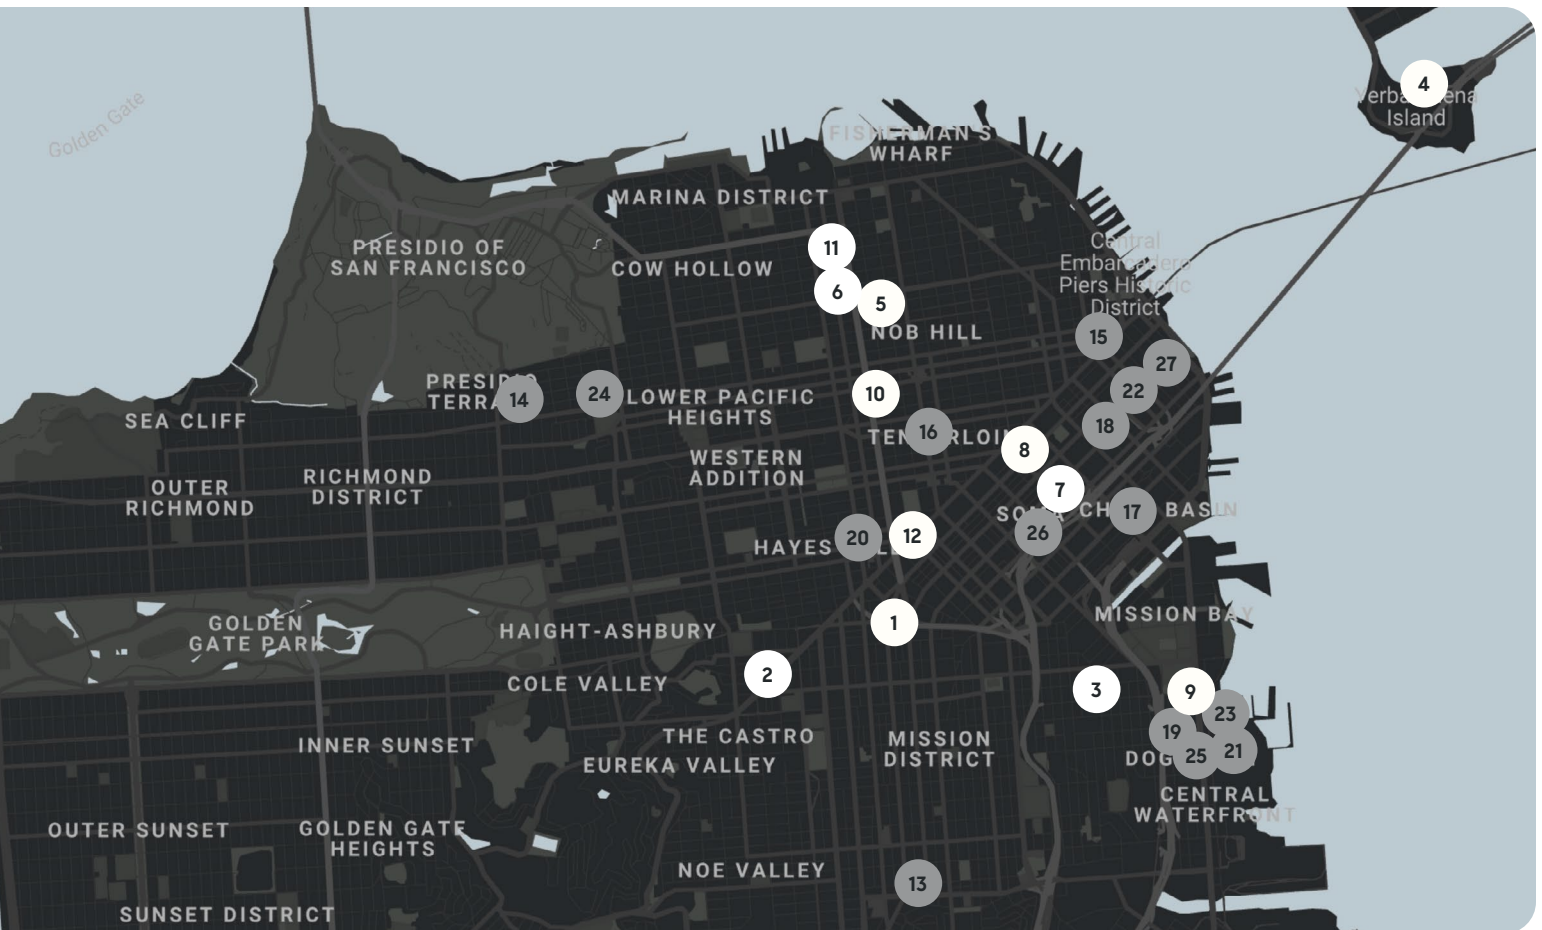 4
Island
Golden Gate
FISHERMAN'S
WHARF
MARINA DISTRICT
PRESIDIO OF
SAN FRANCISCO
COW HOLLOW
11
6
5
NOB HILL
Central
Embarcadero
Piers Historic
District
15
27
22
18
14
24
LOWER PACIFIC
HEIGHTS
10
16
8
7
SEA CLIFF
WESTERN
ADDITION
OUTER
RICHMOND
RICHMOND
DISTRICT
17
BASIN
26
HAYES
20
12
MISSION BAY
GOLDEN
GATE PARK
HAIGHT-ASHBURY
1
2
COLE VALLEY
3
9
23
19
25
21
INNER SUNSET
THE CASTRO
EUREKA VALLEY
MISSION
DISTRICT
CENTRAL
WATERFRONT
OUTER SUNSET
GOLDEN GATE
HEIGHTS
NOE VALLEY
13
SUNSET DISTRICT